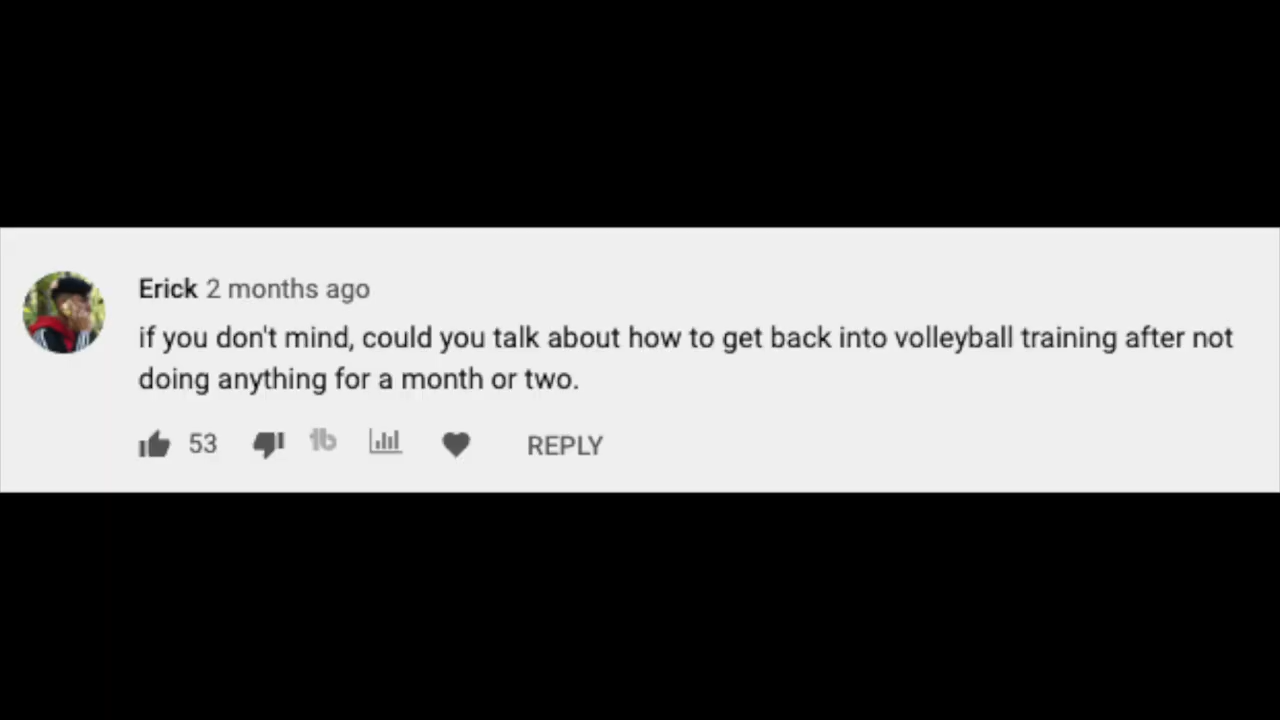 Erick 2 months ago
if you don't mind, could you talk about how to get back into volleyball training after not
doing anything for a month or two.
53 REPLY